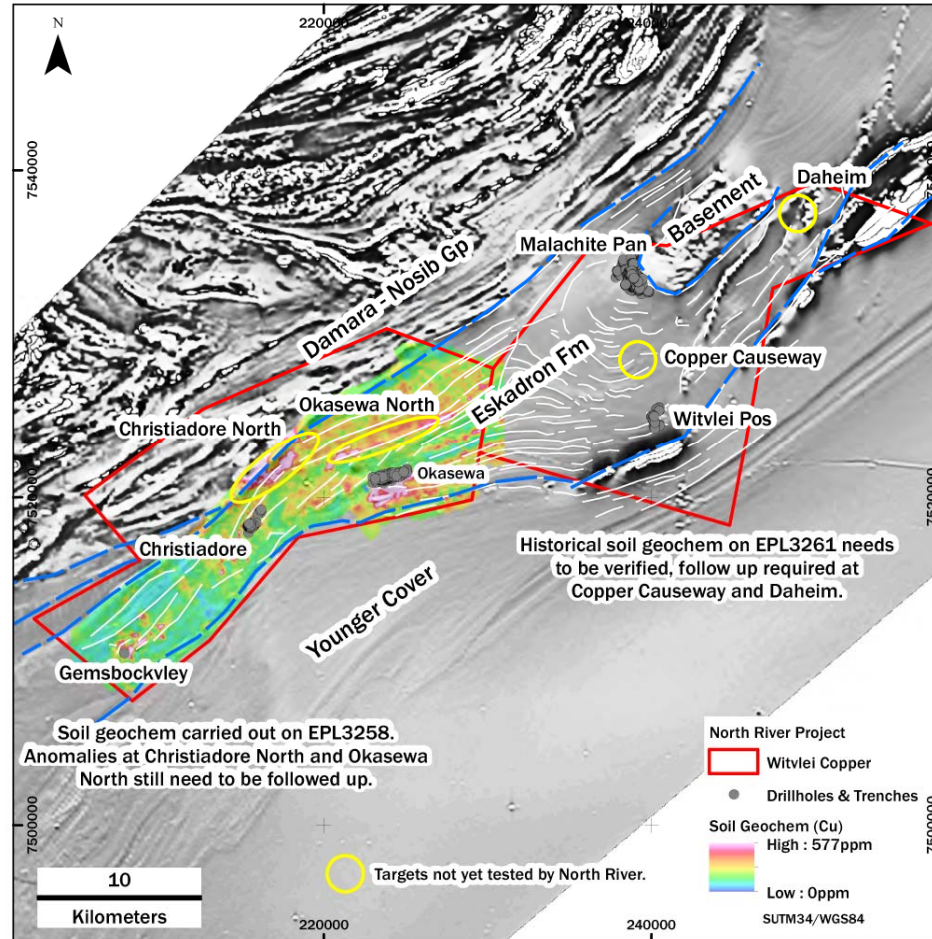 N
220000
240000
7540000
7540000
Daheim
Basement
Malachite Pan
Damara - Nosib Gp
Copper Causeway
Eskadron Fm
Okasewa North
Christiadore North
Witvlei Pos
Okasewa
7520000
7520000
Christiadore
Historical soil geochem on EPL3261 needs
to be verified, follow up required at
Copper Causeway and Daheim.
Younger Cover
Gemsbockvley
Soil geochem carried out on EPL3258.
Anomalies at Christiadore North and Okasewa
North still need to be followed up.
North River Project
Witvlei Copper
Drillholes & Trenches
Soil Geochem (Cu)
High : 577ppm
Low : 0ppm
SUTM34/WGS84
7500000
7500000
Targets not yet tested by North River.
10
Kilometers
220000
240000